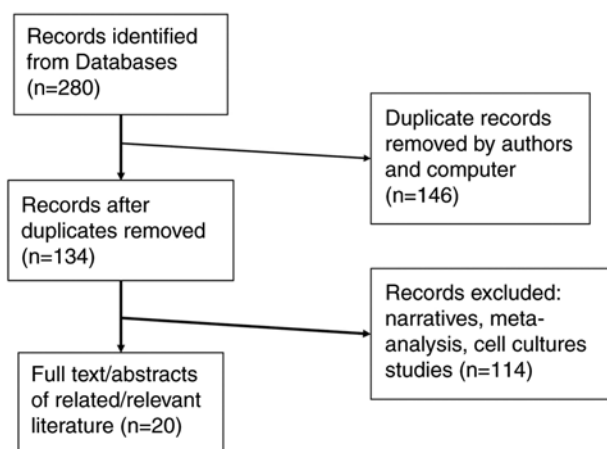 Records identified
from Databases
(n=280)
Duplicate records
removed by authors
and computer
(n=146)
Records after
duplicates removed
(n=134)
Records excluded:
narratives, meta-
analysis, cell cultures
studies (n=114)
Full text/abstracts
of related/relevant
literature (n=20)